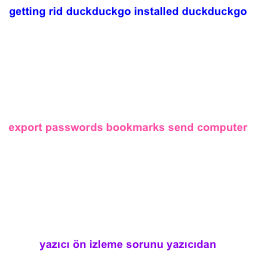 getting rid duckduckgo installed duckduckgo
export passwords bookmarks send computer
yazıcı ön izleme sorunu yazıcıdan